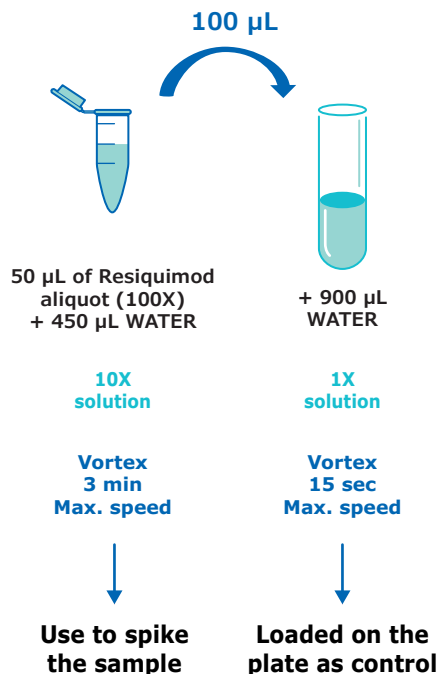 100 µL
50 µL of Resiquimod
aliquot (100X)
+ 450 µL WATER
+ 900 µL
WATER
10X
solution
1X
solution
Vortex
3 min
Max. speed
Vortex
15 sec
Max. speed
Use to spike
the sample
Loaded on the
plate as control